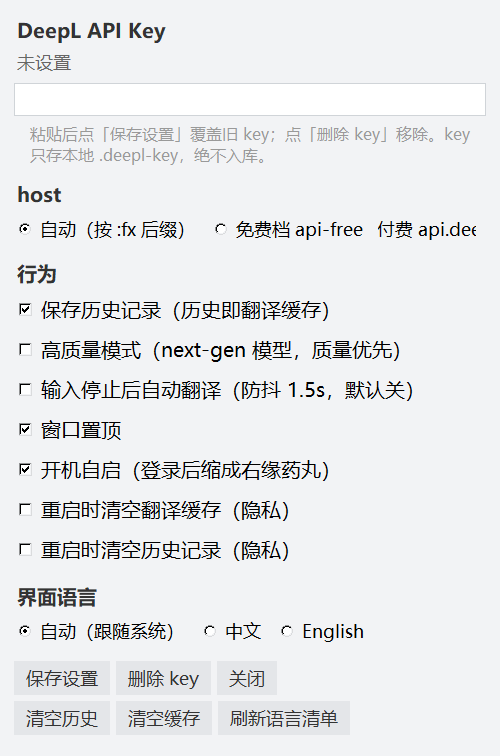 DeepL API Key
未设置
粘贴后点「保存设置」覆盖旧 key；点「删除 key」移除。key
只存本地 .deepl-key，绝不入库。
host
自动（按 :fx 后缀） 免费档 api-free 付费 api.dee
行为
保存历史记录（历史即翻译缓存）
高质量模式（next-gen 模型，质量优先）
输入停止后自动翻译（防抖 1.5s，默认关）
窗口置顶
开机自启（登录后缩成右缘药丸）
重启时清空翻译缓存（隐私）
重启时清空历史记录（隐私）
界面语言
自动（跟随系统） 中文 English
保存设置 删除 key 关闭
清空历史 清空缓存 刷新语言清单